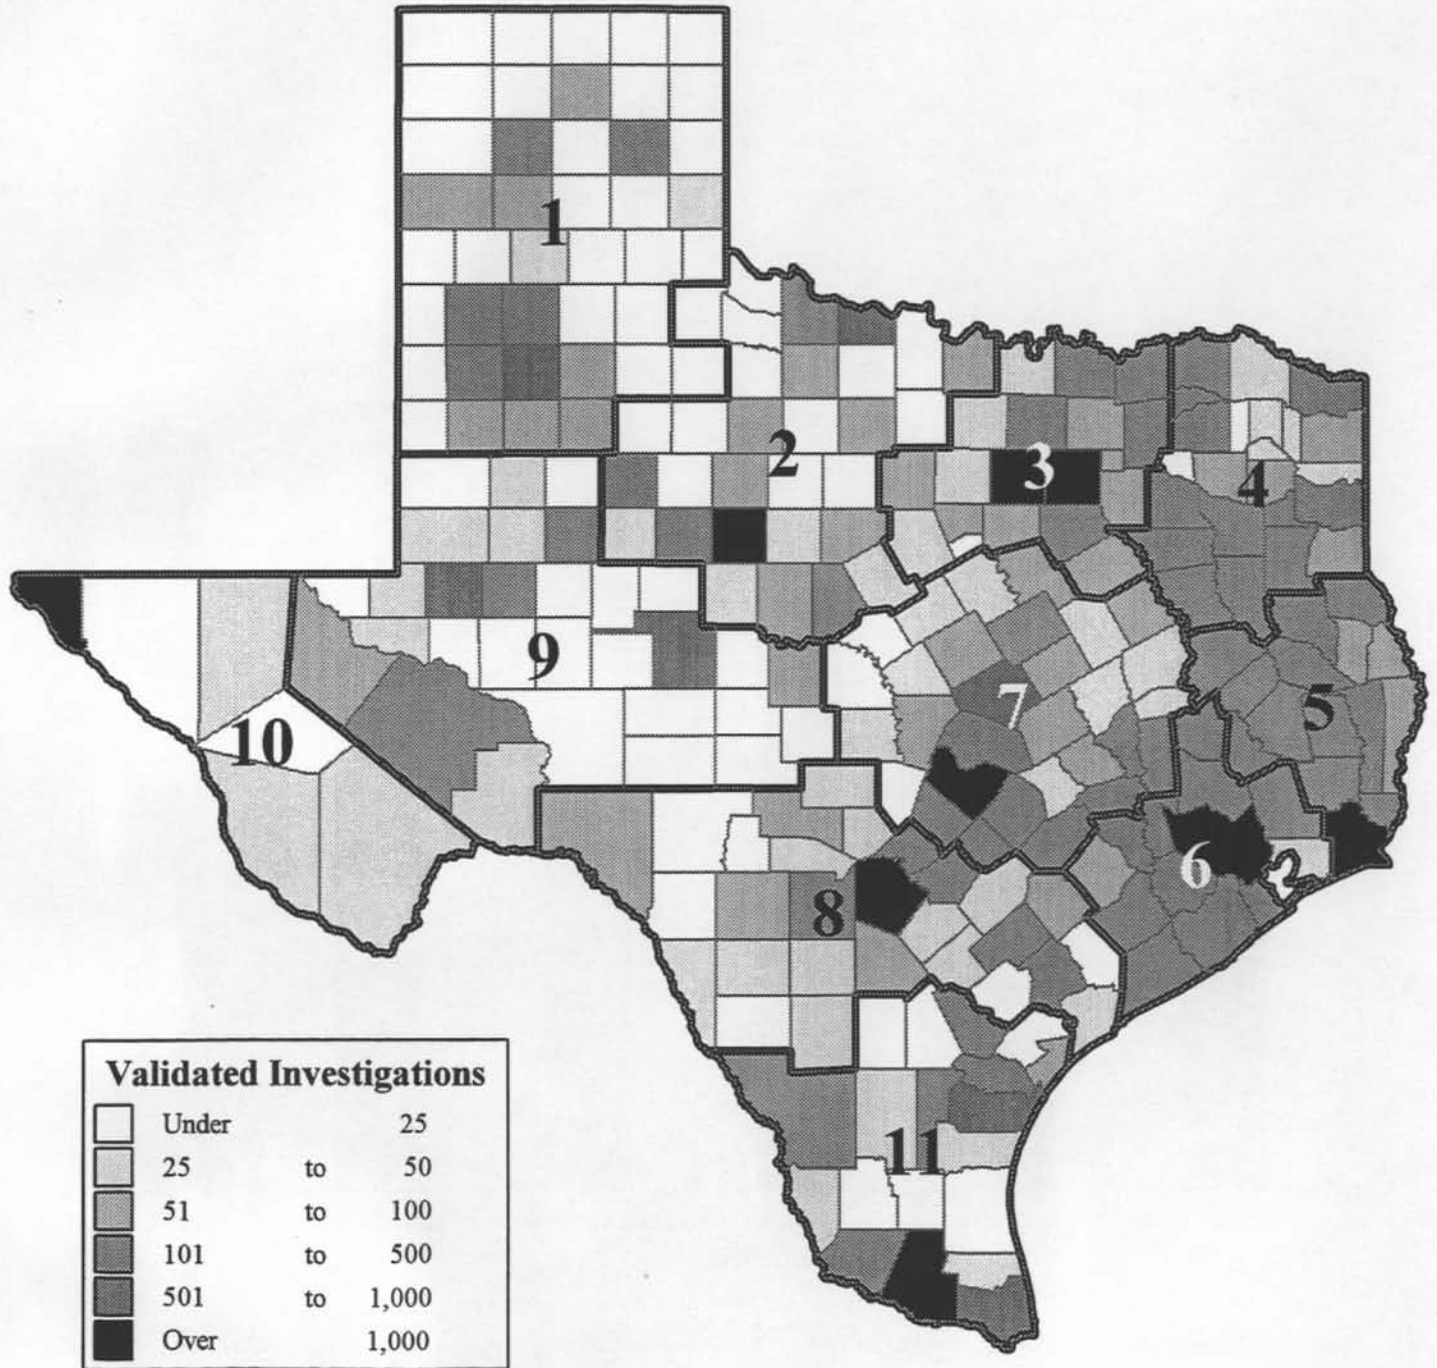 1
2
3
4
9
7
5
10
6
8
11
Validated Investigations
Under 25
25 to 50
51 to 100
101 to 500
501 to 1,000
Over 1,000